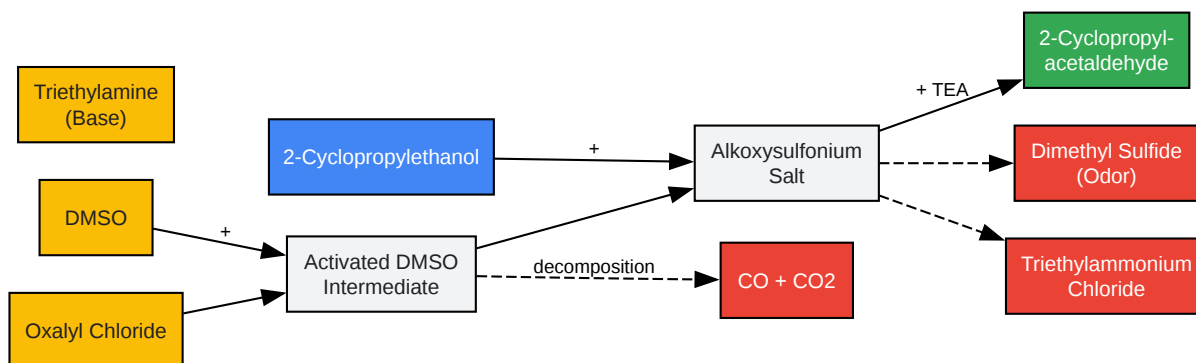 Triethylamine
(Base)
DMSO
Oxalyl Chloride
+
2-Cyclopropylethanol
Activated DMSO
Intermediate
+
decomposition
Alkoxysulfonium
Salt
CO + CO2
+ TEA
2-Cyclopropyl-
acetaldehyde
Dimethyl Sulfide
(Odor)
Triethylammonium
Chloride